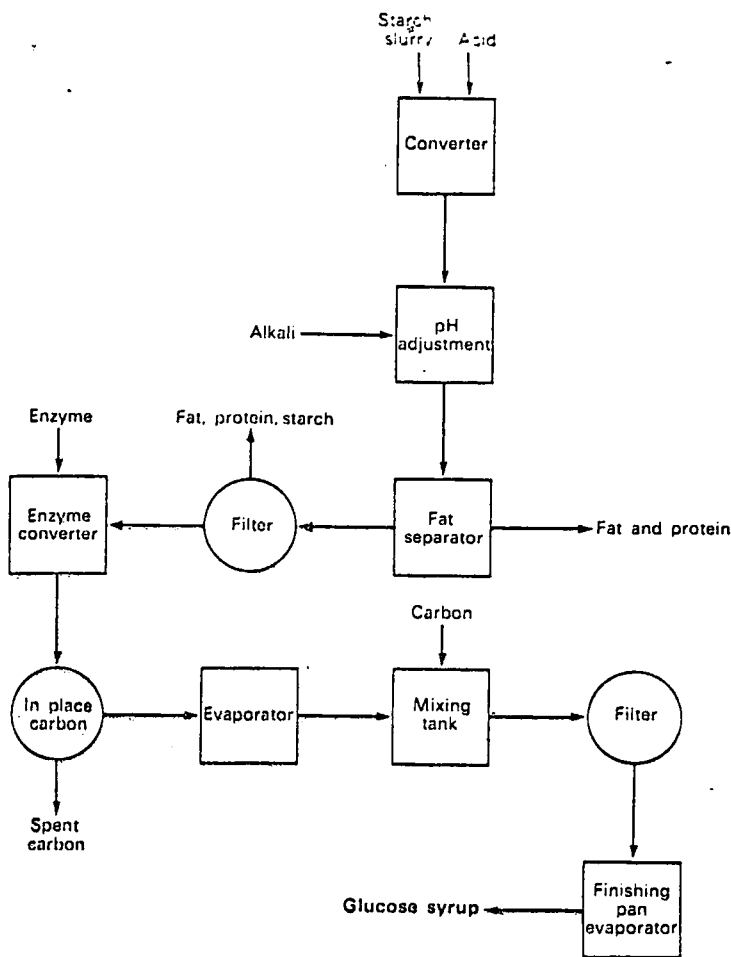 Starch
slurry Acid
Converter
Alkali
pH
adjustment
Enzyme
Fat, protein, starch
Enzyme
converter
Filter
Fat
separator
Fat and protein
Carbon
In place
carbon
Evaporator
Mixing
tank
Filter
Spent
carbon
Glucose syrup
Finishing
pan
evaporator